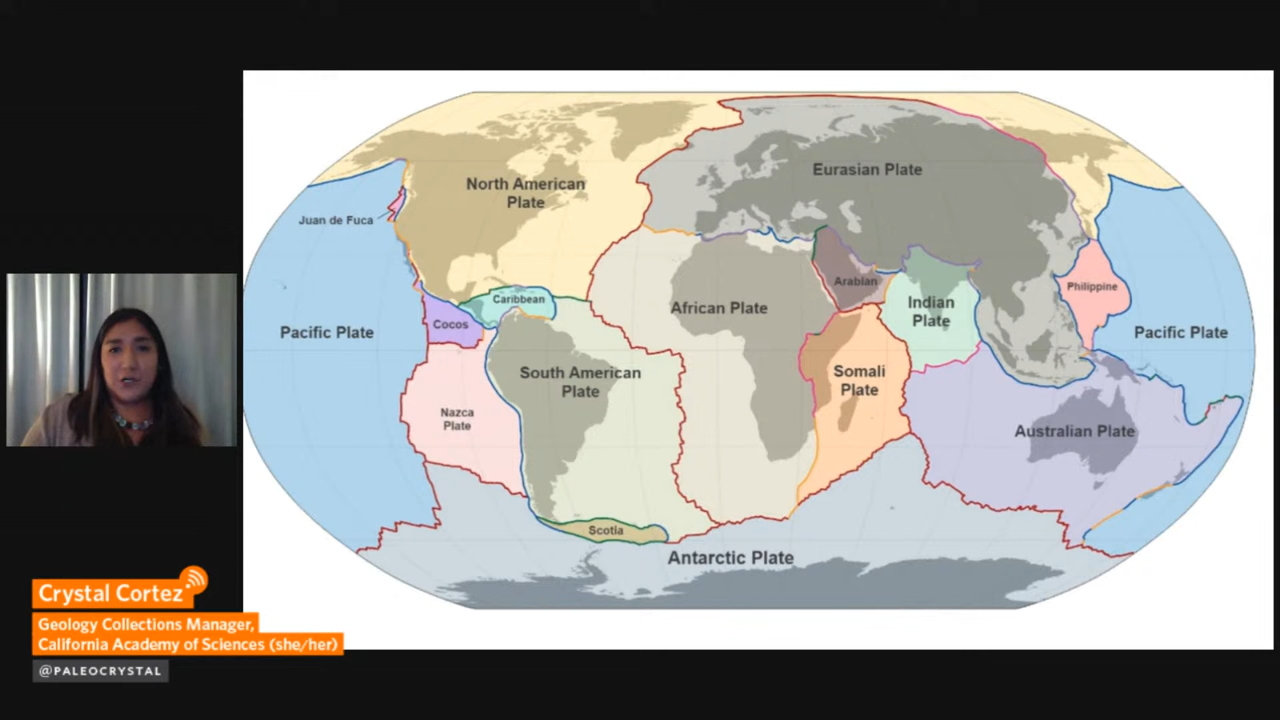 North American
Plate
Eurasian Plate
Juan de Fuca
Pacific Plate
Cocos
Caribbean
African Plate
Arabian
Indian
Plate
Philippine
Pacific Plate
South American
Plate
Somali
Plate
Nazca
Plate
Australian Plate
Scotia
Antarctic Plate
Crystal Cortez
Geology Collections Manager,
California Academy of Sciences (she/her)
@PALEOCRYSTAL